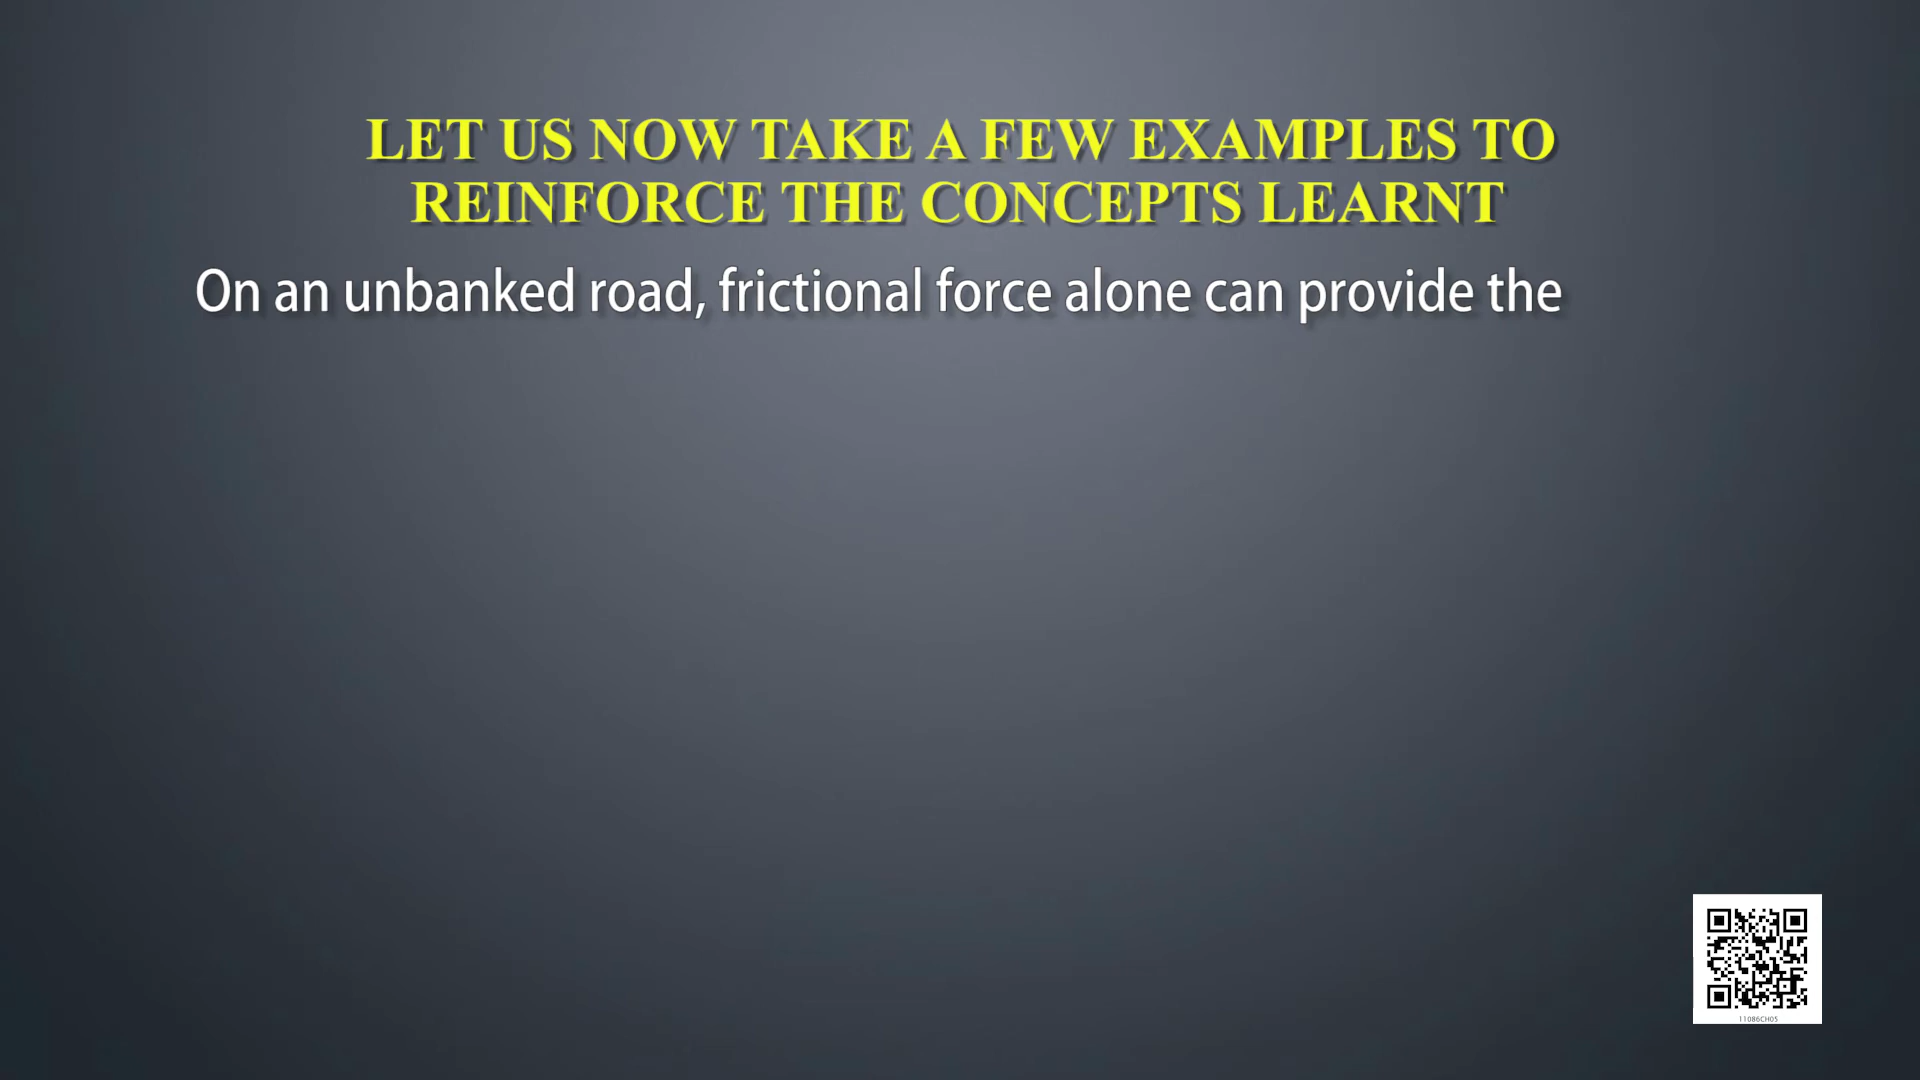 LET US NOW TAKE A FEW EXAMPLES TO
REINFORCE THE CONCEPTS LEARNT
On an unbanked road, frictional force alone can provide the
11086CH05